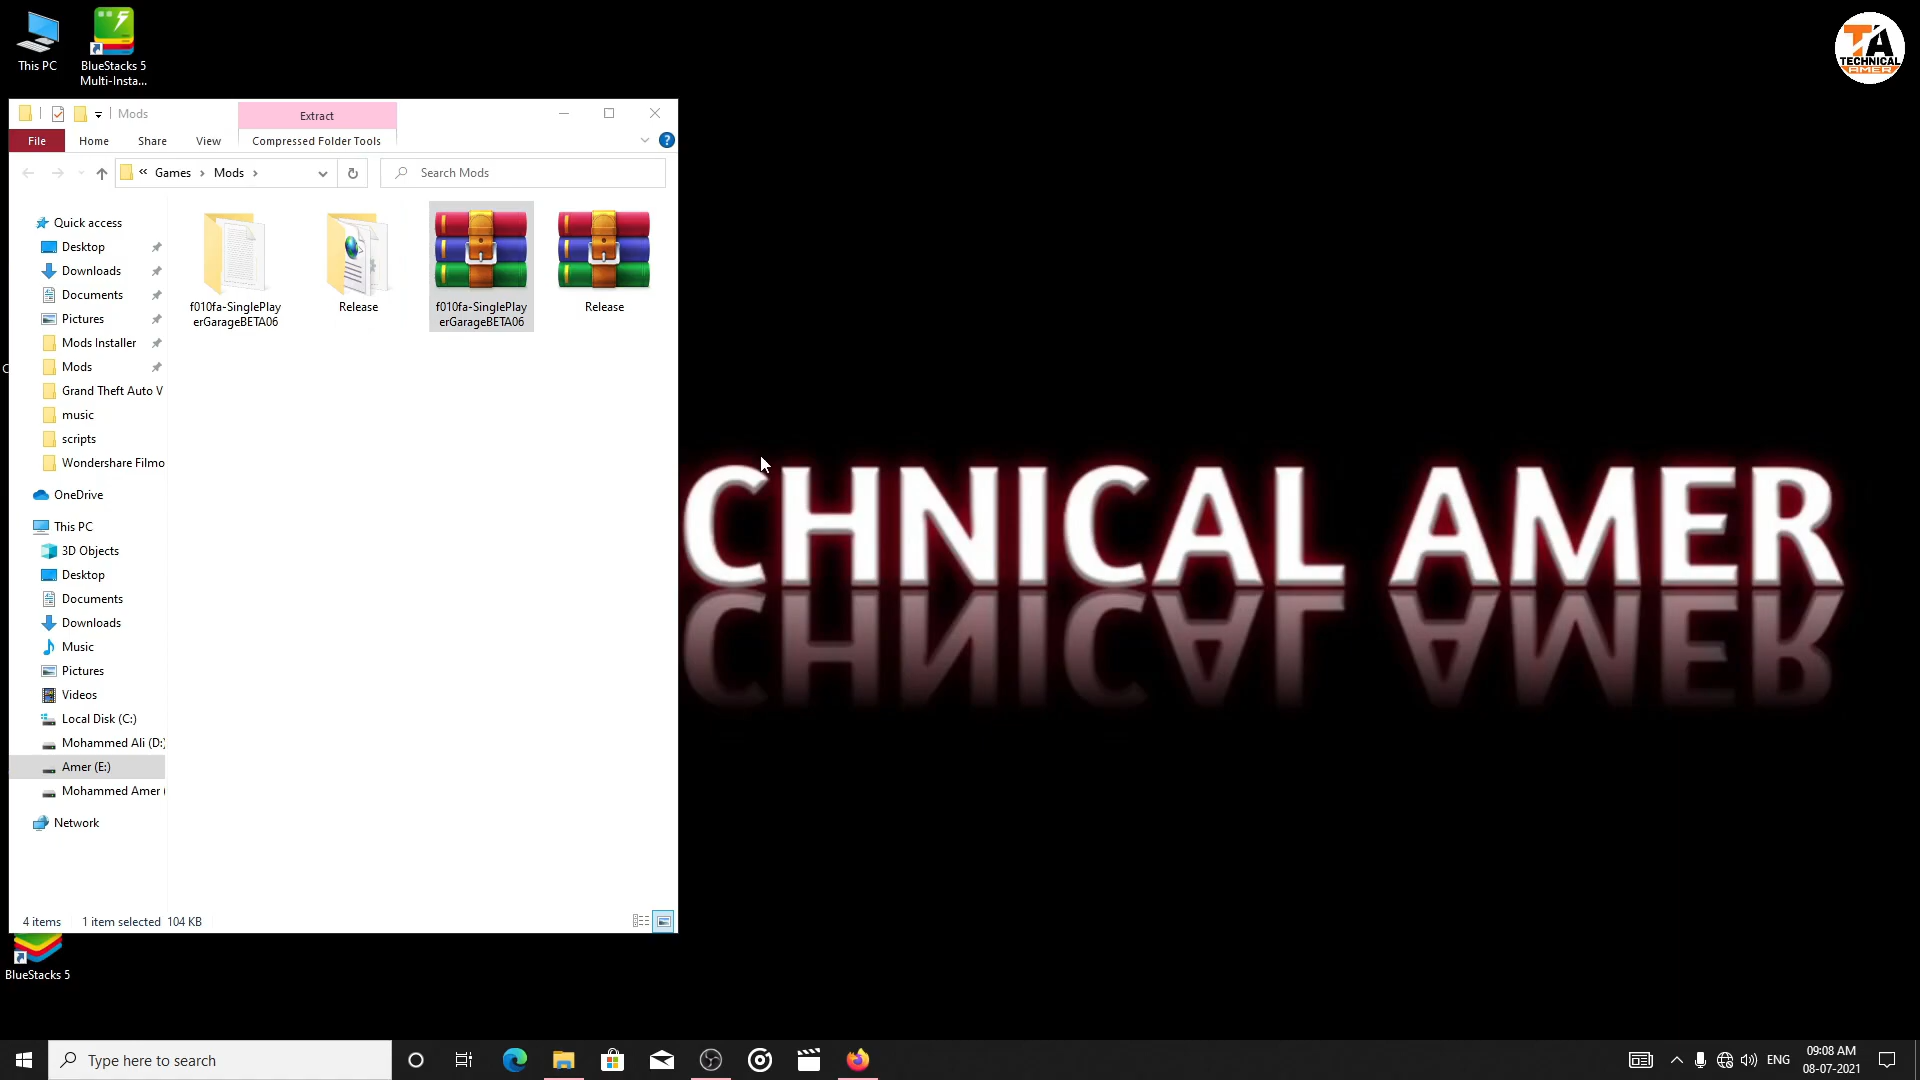 This PC
BlueStacks 5
Multi-Insta...
TA
TECHNICAL
AMER
Mods
Extract
File
Home
Share
View
Compressed Folder Tools
?
«
Games
›
Mods
›
Search Mods
Quick access
Desktop
Downloads
Documents
Pictures
Mods Installer
Mods
Grand Theft Auto V
music
scripts
Wondershare Filmo
OneDrive
This PC
3D Objects
Desktop
Documents
Downloads
Music
Pictures
Videos
Local Disk (C:)
Mohammed Ali (D:)
Amer (E:)
Mohammed Amer (
Network
f010fa-SinglePlay
erGarageBETA06
Release
f010fa-SinglePlay
erGarageBETA06
Release
4 items
1 item selected 104 KB
CHNICAL AMER
BlueStacks 5
Type here to search
ENG
09:08 AM
08-07-2021